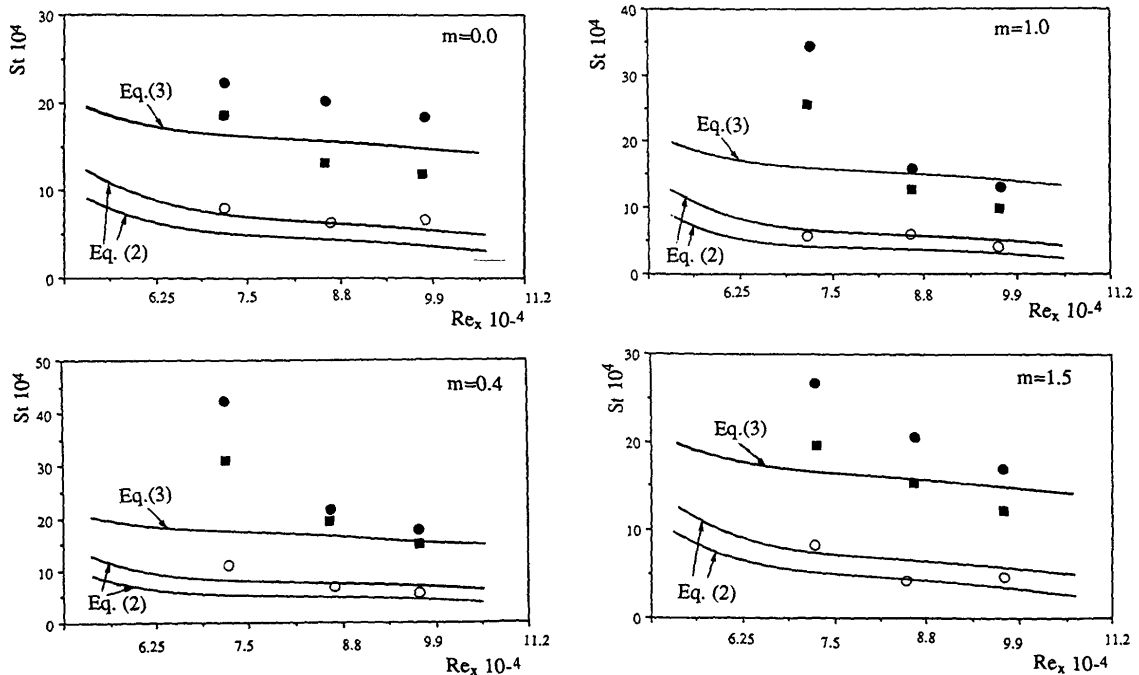 30
20
10
0
St 10⁴
m=0.0
Eq.(3)
Eq. (2)
6.25 7.5 8.8 9.9 11.2
Reₓ 10-⁴
40
30
20
10
0
St 10⁴
m=1.0
Eq.(3)
Eq. (2)
6.25 7.5 8.8 9.9 11.2
Reₓ 10-⁴
50
40
30
20
10
0
St 10⁴
m=0.4
Eq.(3)
Eq. (2)
6.25 7.5 8.8 9.9 11.2
Reₓ 10-⁴
30
20
10
0
St 10⁴
m=1.5
Eq.(3)
Eq. (2)
6.25 7.5 8.8 9.9 11.2
Reₓ 10-⁴